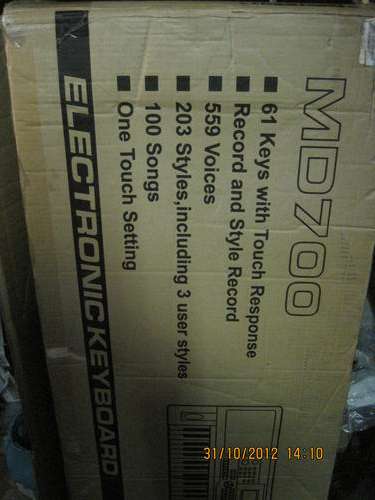 MD700
61 Keys with Touch Response
Record and Style Record
559 Voices
203 Styles,including 3 user styles
100 Songs
One Touch Setting
ELECTRONIC KEYBOARD
31/10/2012 14:10